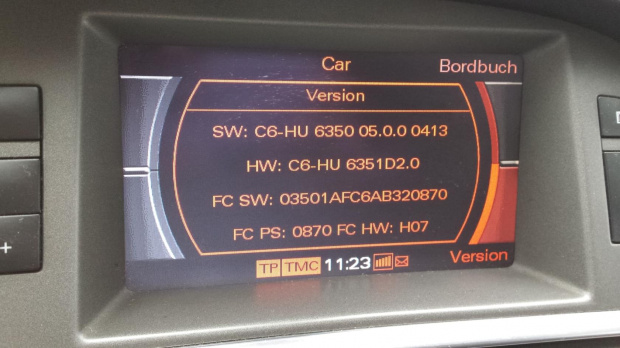 Car
Bordbuch
Version
SW: C6-HU 6350 05.0.0 0413
HW: C6-HU 6351D2.0
FC SW: 03501AFC6AB320870
FC PS: 0870 FC HW: H07
TP TMC 11:23
Version
+